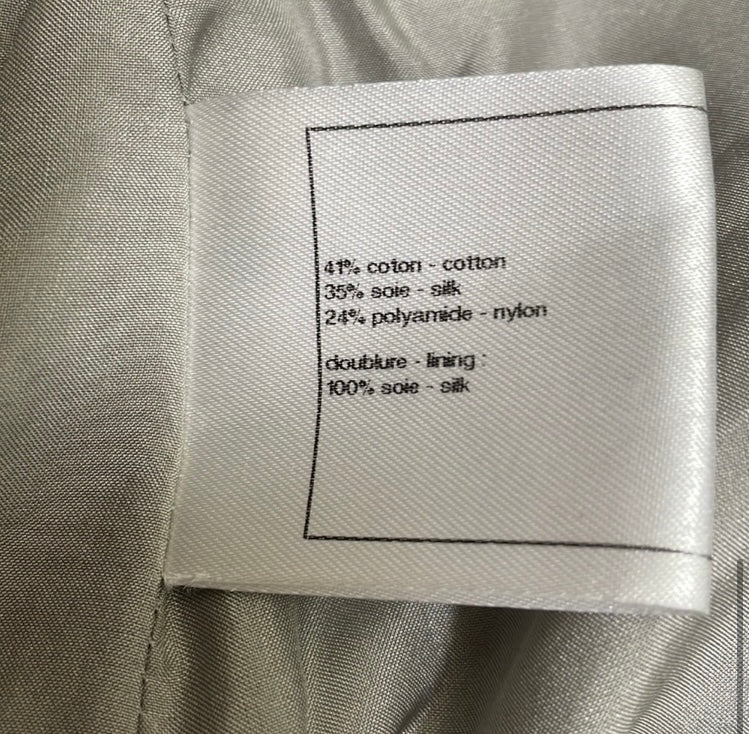 41% coton - cotton
35% soie - silk
24% polyamide - nylon
doublure - lining :
100% soie - silk